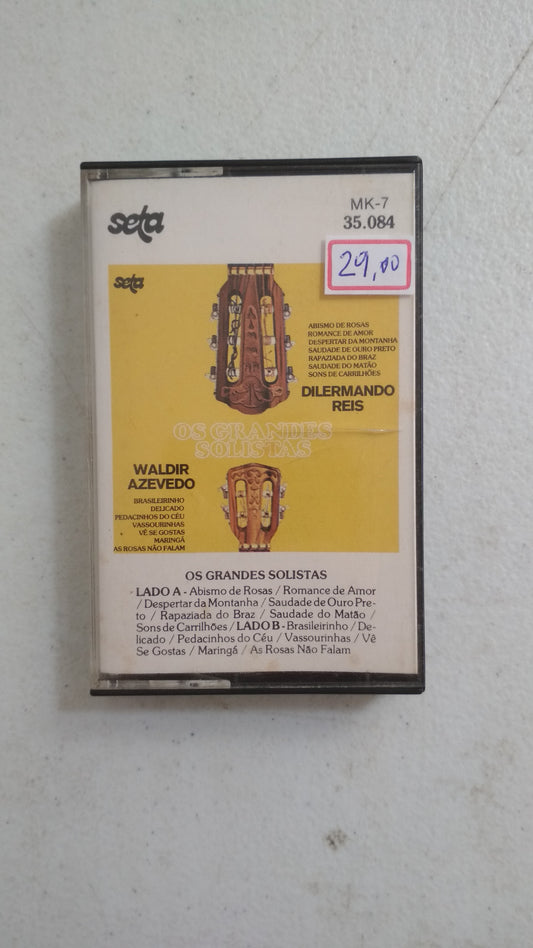 seta
MK-7
35.084
29,00
seta
ABISMO DE ROSAS
ROMANCE DE AMOR
DESPERTAR DA MONTANHA
SAUDADE DE OURO PRETO
RAPAZIADA DO BRAZ
SAUDADE DO MATÃO
SONS DE CARRILHÕES
DILERMANDO
REIS
OS GRANDES
SOLISTAS
WALDIR
AZEVEDO
BRASILEIRINHO
DELICADO
PEDACINHOS DO CÉU
VASSOURINHAS
VÊ SE GOSTAS
MARINGÁ
AS ROSAS NÃO FALAM
OS GRANDES SOLISTAS
LADO A - Abismo de Rosas / Romance de Amor
/ Despertar da Montanha / Saudade de Ouro Pre-
to / Rapaziada do Braz / Saudade do Matão /
Sons de Carrilhões / LADO B - Brasileirinho / De-
licado / Pedacinhos do Céu / Vassourinhas / Vê
Se Gostas / Maringá / As Rosas Não Falam